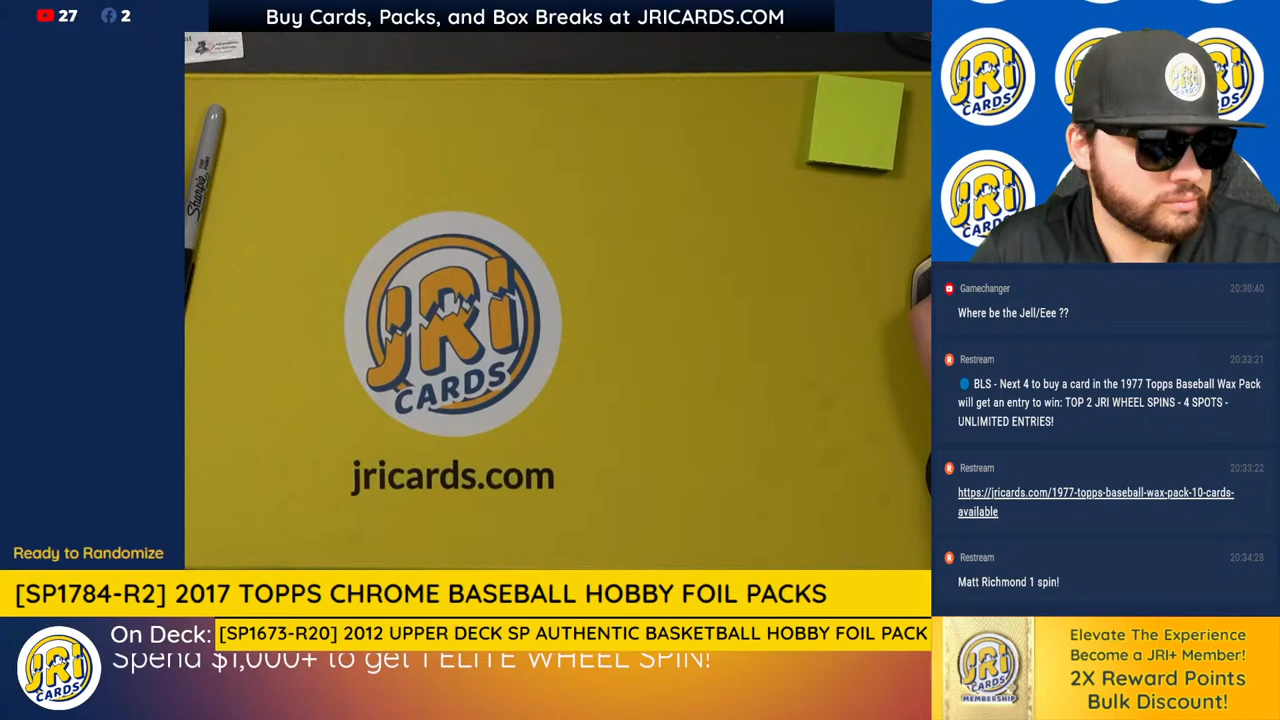 27
2
Buy Cards, Packs, and Box Breaks at JRICARDS.COM
Sharpie
JRI
CARDS
jricards.com
JRI
CARDS
JRI
CARDS
Gamechanger 20:30:40
Where be the Jell/Eee ??
Restream 20:33:21
BLS - Next 4 to buy a card in the 1977 Topps Baseball Wax Pack
will get an entry to win: TOP 2 JRI WHEEL SPINS - 4 SPOTS -
UNLIMITED ENTRIES!
Restream 20:33:22
https://jricards.com/1977-topps-baseball-wax-pack-10-cards-
available
Restream 20:34:28
Matt Richmond 1 spin!
Ready to Randomize
[SP1784-R2] 2017 TOPPS CHROME BASEBALL HOBBY FOIL PACKS
On Deck: [SP1673-R20] 2012 UPPER DECK SP AUTHENTIC BASKETBALL HOBBY FOIL PACK
Spend $1,000+ to get 1 ELITE WHEEL SPIN!
JRI
CARDS
JRI
CARDS
MEMBERSHIP
Elevate The Experience
Become a JRI+ Member!
2X Reward Points
Bulk Discount!